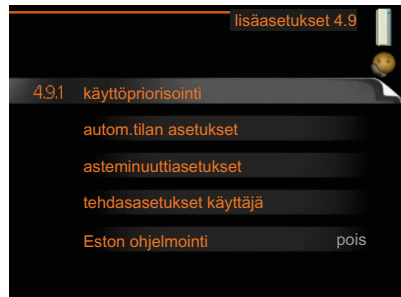 lisäasetukset 4.9
4.9.1 käyttöpriorisointi
autom.tilan asetukset
asteminuuttiasetukset
tehdasasetukset käyttäjä
Eston ohjelmointi pois